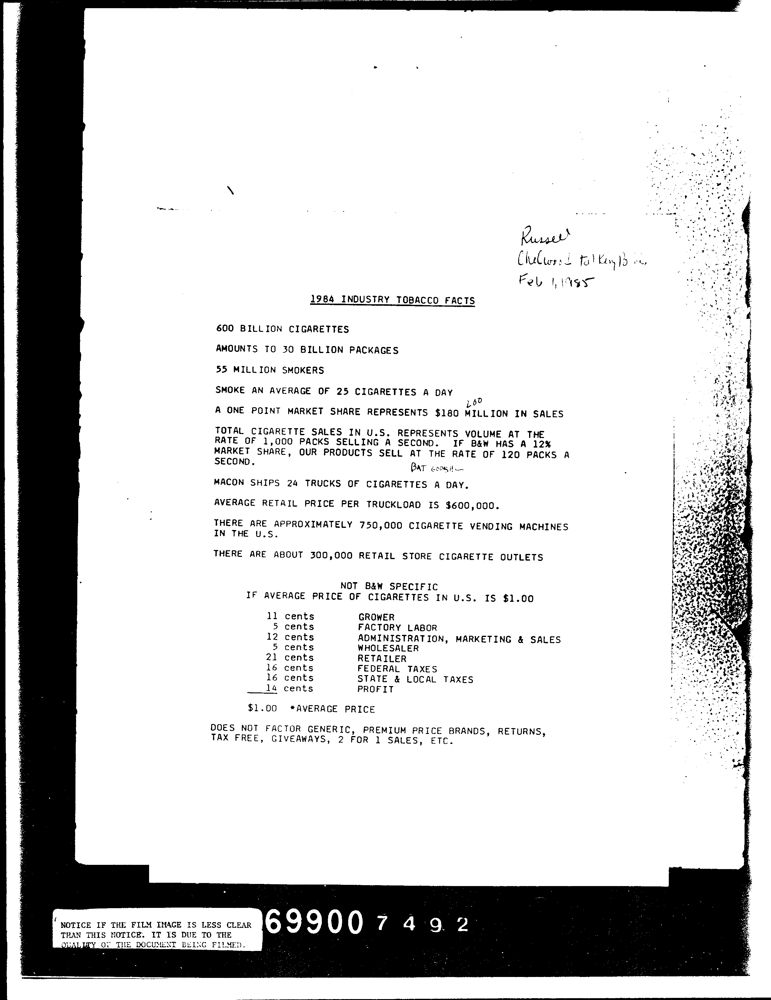 Russell
Feb 1, 1985
1984 INDUSTRY TOBACCO FACTS
600 BILLION CIGARETTES
AMOUNTS TO 30 BILLION PACKAGES
55 MILLION SMOKERS
SMOKE AN AVERAGE OF 25 CIGARETTES A DAY
A ONE POINT MARKET SHARE REPRESENTS $180 MILLION IN SALES
TOTAL CIGARETTE SALES IN U.S. REPRESENTS VOLUME AT THE
RATE OF 1,000 PACKS SELLING A SECOND. IF B&W HAS A 12%
MARKET SHARE, OUR PRODUCTS SELL AT THE RATE OF 120 PACKS A
SECOND.
BAT
MACON SHIPS 24 TRUCKS OF CIGARETTES A DAY.
AVERAGE RETAIL PRICE PER TRUCKLOAD IS $600,000.
THERE ARE APPROXIMATELY 750,000 CIGARETTE VENDING MACHINES
IN THE U.S.
THERE ARE ABOUT 300,000 RETAIL STORE CIGARETTE OUTLETS
NOT B&W SPECIFIC
IF AVERAGE PRICE OF CIGARETTES IN U.S. IS $1.00
11 cents GROWER
5 cents FACTORY LABOR
12 cents ADMINISTRATION, MARKETING & SALES
5 cents WHOLESALER
21 cents RETAILER
16 cents FEDERAL TAXES
16 cents STATE & LOCAL TAXES
14 cents PROFIT
$1.00 *AVERAGE PRICE
DOES NOT FACTOR GENERIC, PREMIUM PRICE BRANDS, RETURNS,
TAX FREE, GIVEAWAYS, 2 FOR 1 SALES, ETC.
NOTICE IF THE FILM IMAGE IS LESS CLEAR
THAN THIS NOTICE. IT IS DUE TO THE
QUALITY OF THE DOCUMENT BEING FILMED.
699007492